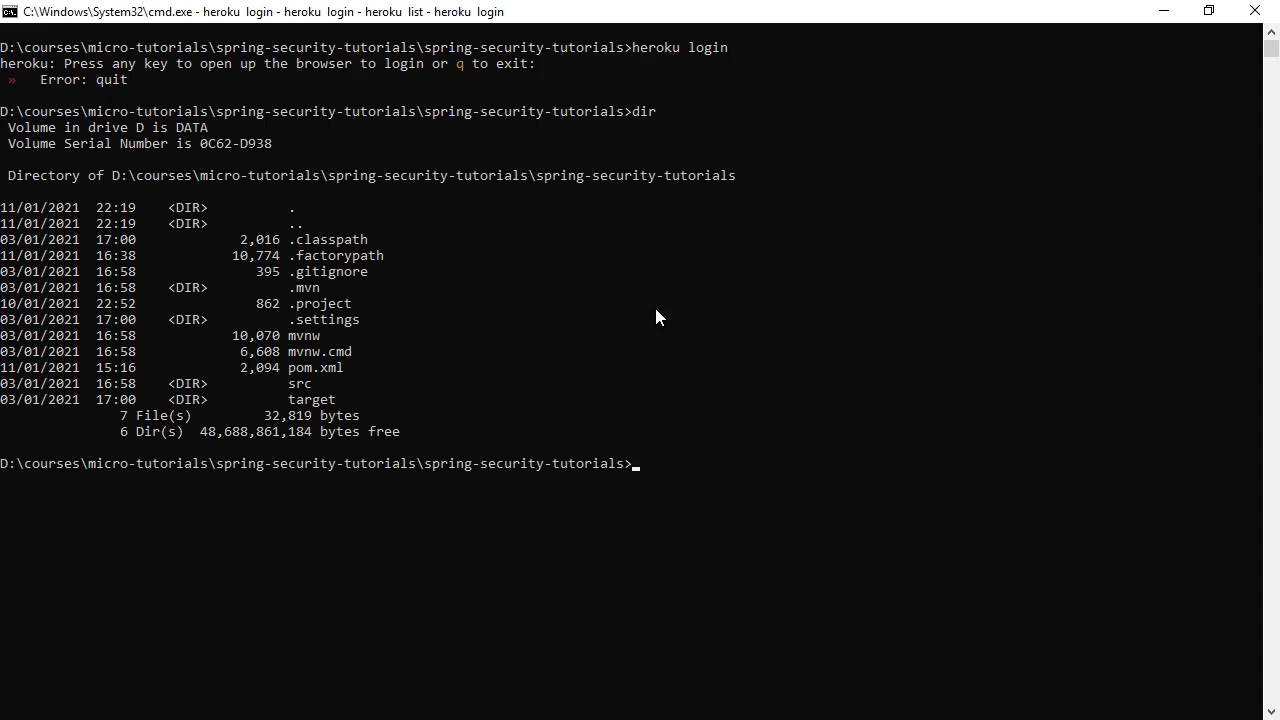 C:\Windows\System32\cmd.exe - heroku login - heroku login - heroku list - heroku login
D:\courses\micro-tutorials\spring-security-tutorials\spring-security-tutorials>heroku login
heroku: Press any key to open up the browser to login or q to exit:
 »   Error: quit
D:\courses\micro-tutorials\spring-security-tutorials\spring-security-tutorials>dir
 Volume in drive D is DATA
 Volume Serial Number is 0C62-D938
 Directory of D:\courses\micro-tutorials\spring-security-tutorials\spring-security-tutorials
11/01/2021  22:19    <DIR>          .
11/01/2021  22:19    <DIR>          ..
03/01/2021  17:00             2,016 .classpath
11/01/2021  16:38            10,774 .factorypath
03/01/2021  16:58               395 .gitignore
03/01/2021  16:58    <DIR>          .mvn
10/01/2021  22:52               862 .project
03/01/2021  17:00    <DIR>          .settings
03/01/2021  16:58            10,070 mvnw
03/01/2021  16:58             6,608 mvnw.cmd
11/01/2021  15:16             2,094 pom.xml
03/01/2021  16:58    <DIR>          src
03/01/2021  17:00    <DIR>          target
               7 File(s)         32,819 bytes
               6 Dir(s)  48,688,861,184 bytes free
D:\courses\micro-tutorials\spring-security-tutorials\spring-security-tutorials>